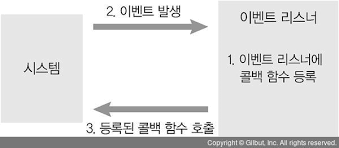 2. 이벤트 발생
이벤트 리스너
시스템
1. 이벤트 리스너에
콜백 함수 등록
3. 등록된 콜백 함수 호출
Copyright © Gilbut, Inc. All rights reserved.